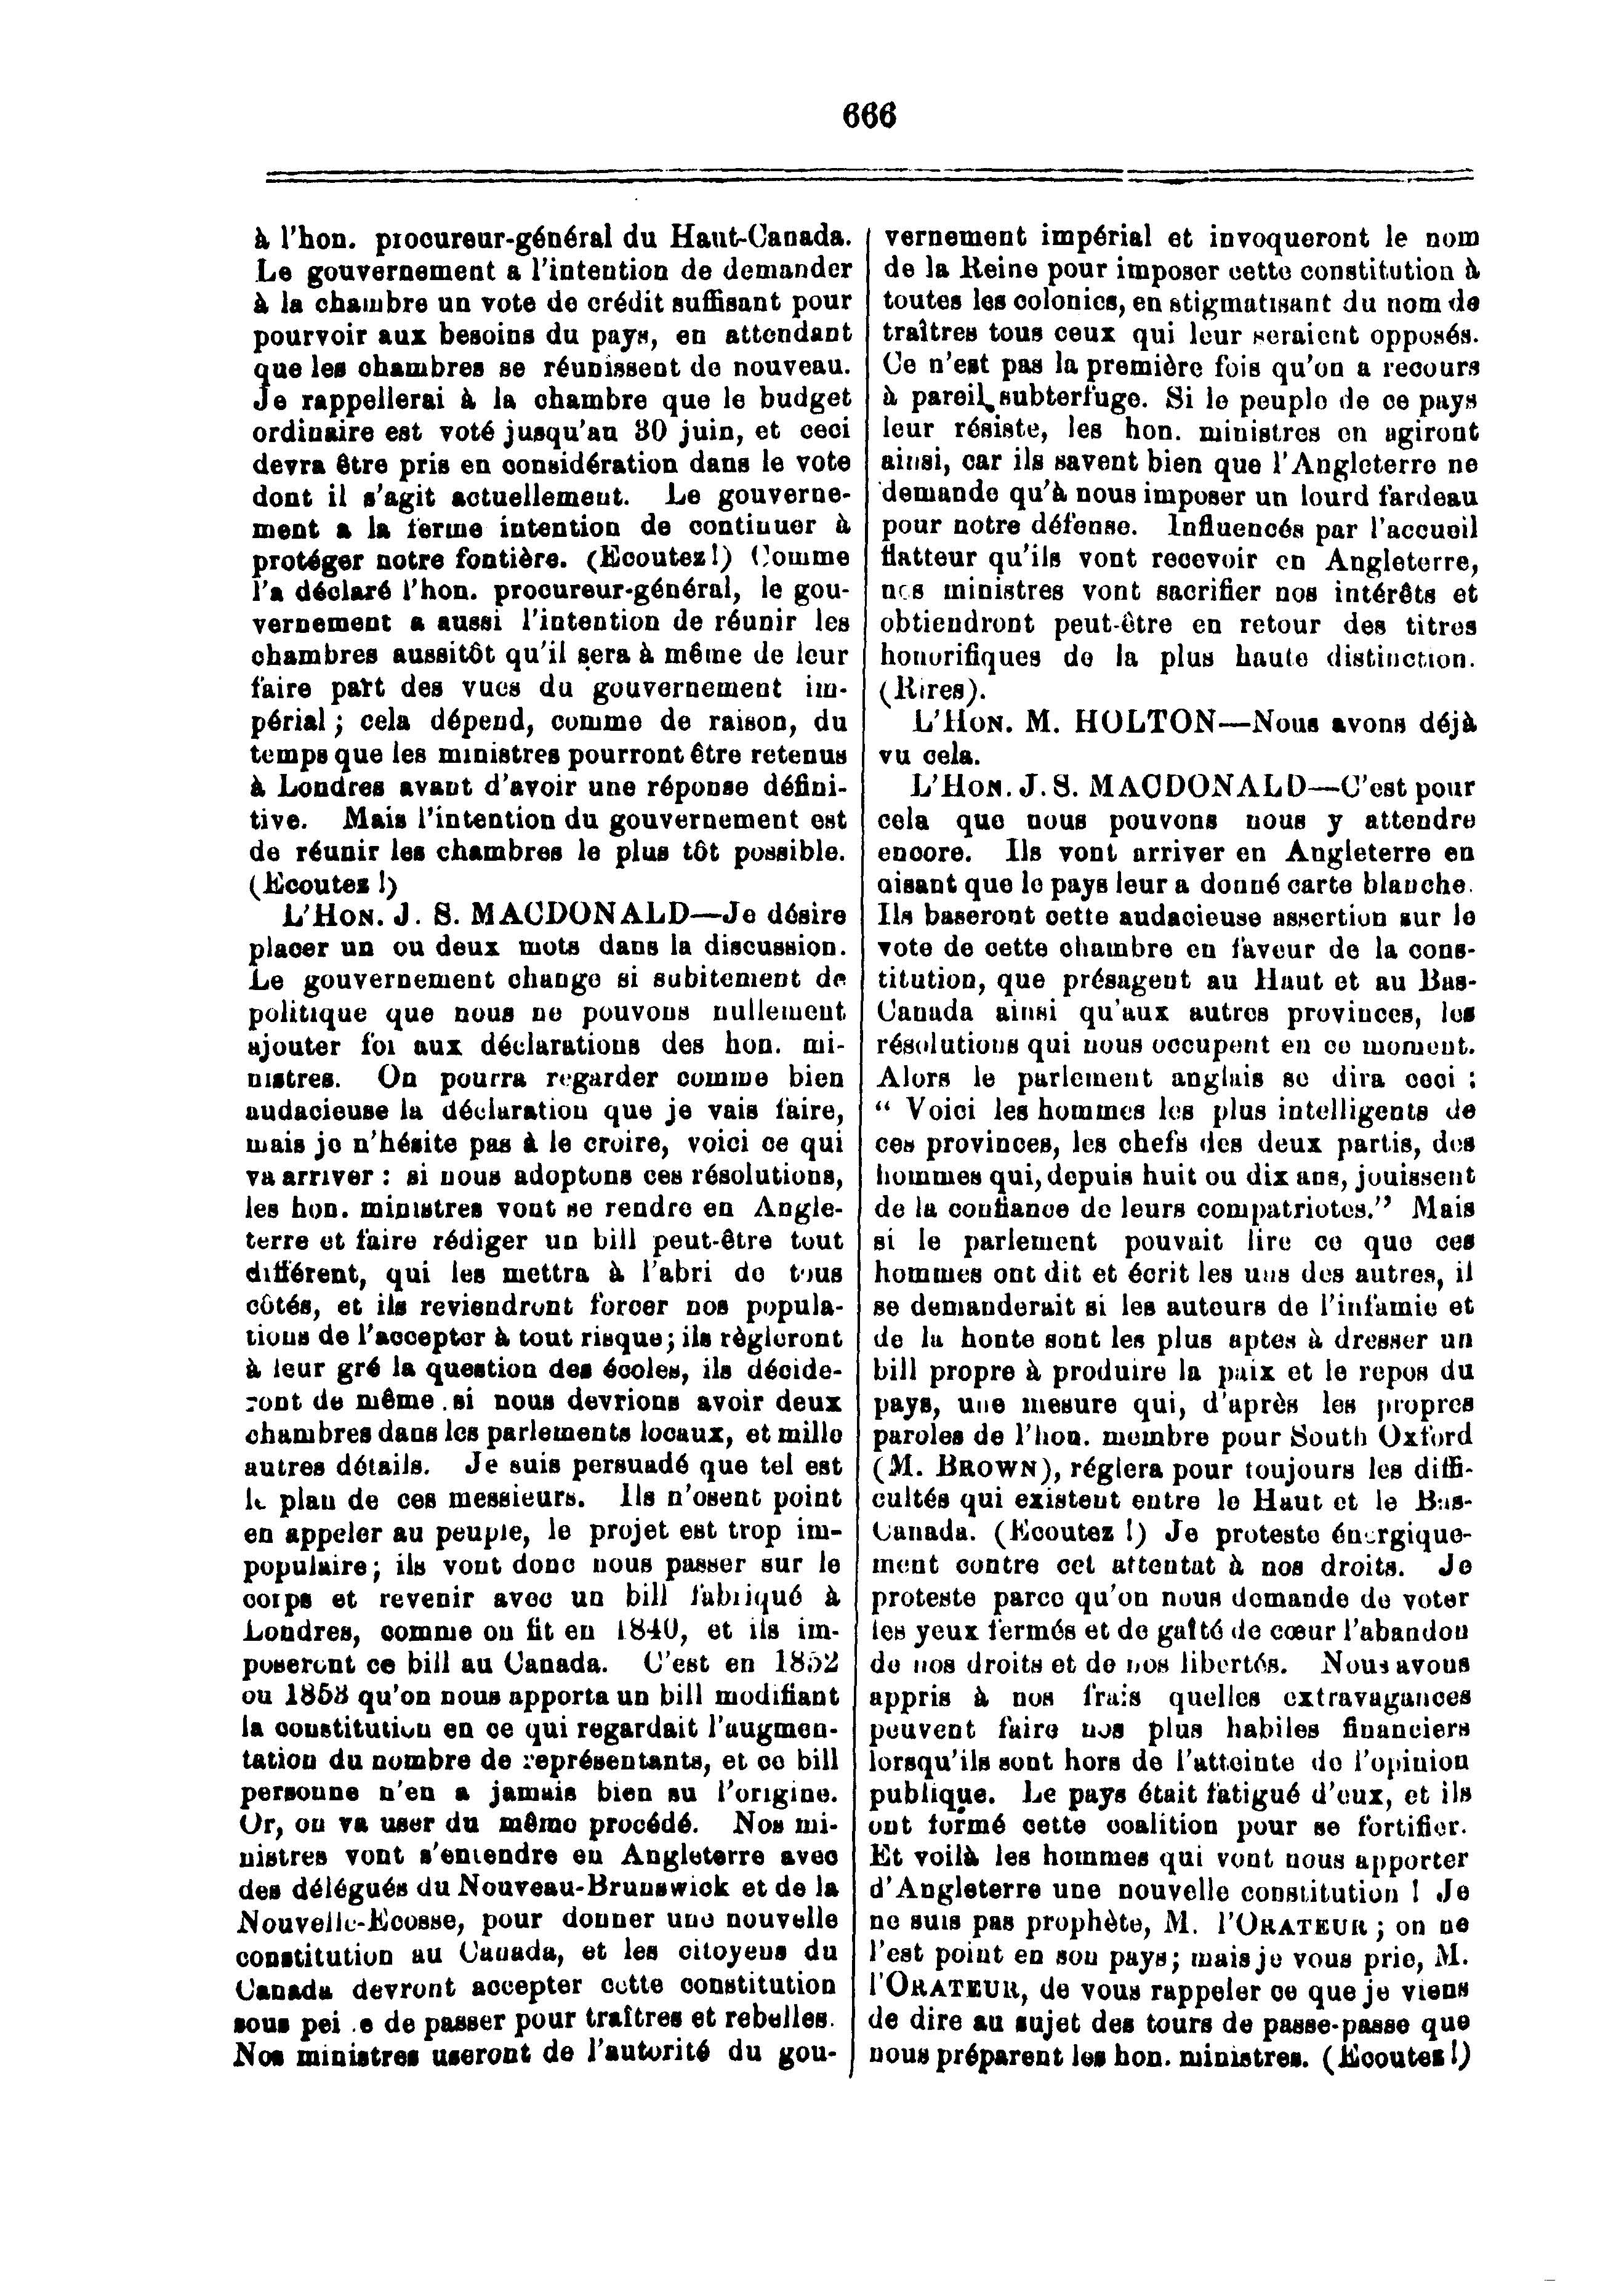 666
à l'hon. procureur-général du Haut-Canada.
Le gouvernement a l'intention de demander
à la chambre un vote de crédit suffisant pour
pourvoir aux besoins du pays, en attendant
que les chambres se réunissent de nouveau.
Je rappellerai à la chambre que le budget
ordinaire est voté jusqu'au 30 juin, et ceci
devra être pris en considération dans le vote
dont il s'agit actuellement. Le gouverne-
ment a la ferme intention de continuer à
protéger notre fontière. (Ecoutez!) Comme
l'a déclaré l'hon. procureur-général, le gou-
vernement a aussi l'intention de réunir les
chambres aussitôt qu'il sera à même de leur
faire part des vues du gouvernement im-
périal; cela dépend, comme de raison, du
temps que les ministres pourront être retenus
à Londres avant d'avoir une réponse défini-
tive. Mais l'intention du gouvernement est
de réunir les chambres le plus tôt possible.
(Ecoutez!)
L'HON. J. S. MACDONALD—Je désire
placer un ou deux mots dans la discussion.
Le gouvernement change si subitement de
politique que nous ne pouvons nullement
ajouter foi aux déclarations des hon. mi-
nistres. On pourra regarder comme bien
audacieuse la déclaration que je vais faire,
mais je n'hésite pas à le croire, voici ce qui
va arriver : si nous adoptons ces résolutions,
les hon. ministres vont se rendre en Angle-
terre et faire rédiger un bill peut-être tout
différent, qui les mettra à l'abri de tous
côtés, et ils reviendront forcer nos popula-
tions de l'accepter à tout risque; ils règleront
à leur gré la question des écoles, ils décide-
ront de même si nous devrions avoir deux
chambres dans les parlements locaux, et mille
autres détails. Je suis persuadé que tel est
le plan de ces messieurs. Ils n'osent point
en appeler au peuple, le projet est trop im-
populaire; ils vont donc nous passer sur le
corps et revenir avec un bill fabriqué à
Londres, comme on fit en 1840, et ils im-
poseront ce bill au Canada. C'est en 1852
ou 1853 qu'on nous apporta un bill modifiant
la constitution en ce qui regardait l'augmen-
tation du nombre de représentants, et ce bill
personne n'en a jamais bien su l'origine.
Or, on va user du même procédé. Nos mi-
nistres vont s'entendre en Angleterre avec
des délégués du Nouveau-Brunswick et de la
Nouvelle-Ecosse, pour donner une nouvelle
constitution au Canada, et les citoyens du
Canada devront accepter cette constitution
sous peine de passer pour traîtres et rebelles.
Nos ministres useront de l'autorité du gou-
vernement impérial et invoqueront le nom
de la Reine pour imposer cette constitution à
toutes les colonies, en stigmatisant du nom de
traîtres tous ceux qui leur seraient opposés.
Ce n'est pas la première fois qu'on a recours
à pareil subterfuge. Si le peuple de ce pays
leur résiste, les hon. ministres en agiront
ainsi, car ils savent bien que l'Angleterre ne
demande qu'à nous imposer un lourd fardeau
pour notre défense. Influencés par l'accueil
flatteur qu'ils vont recevoir en Angleterre,
nos ministres vont sacrifier nos intérêts et
obtiendront peut-être en retour des titres
honorifiques de la plus haute distinction.
(Rires).
L'HON. M. HOLTON—Nous avons déjà
vu cela.
L'HON. J. S. MACDONALD—C'est pour
cela que nous pouvons nous y attendre
encore. Ils vont arriver en Angleterre en
disant que le pays leur a donné carte blanche.
Ils baseront cette audacieuse assertion sur le
vote de cette chambre en faveur de la cons-
titution, que présagent au Haut et au Bas-
Canada ainsi qu'aux autres provinces, les
résolutions qui nous occupent en ce moment.
Alors le parlement anglais se dira ceci :
“ Voici les hommes les plus intelligents de
ces provinces, les chefs des deux partis, des
hommes qui, depuis huit ou dix ans, jouissent
de la confiance de leurs compatriotes.” Mais
si le parlement pouvait lire ce que ces
hommes ont dit et écrit les uns des autres, il
se demanderait si les auteurs de l'infamie et
de la honte sont les plus aptes à dresser un
bill propre à produire la paix et le repos du
pays, une mesure qui, d'après les propres
paroles de l'hon. membre pour South Oxford
(M. BROWN), réglera pour toujours les diffi-
cultés qui existent entre le Haut et le Bas-
Canada. (Ecoutez!) Je proteste énergique-
ment contre cet attentat à nos droits. Je
proteste parce qu'on nous demande de voter
les yeux fermés et de gaîté de cœur l'abandon
de nos droits et de nos libertés. Nous avons
appris à nos frais quelles extravagances
peuvent faire nos plus habiles financiers
lorsqu'ils sont hors de l'atteinte de l'opinion
publique. Le pays était fatigué d'eux, et ils
ont formé cette coalition pour se fortifier.
Et voilà les hommes qui vont nous apporter
d'Angleterre une nouvelle constitution! Je
ne suis pas prophète, M. l'ORATEUR; on ne
l'est point en son pays; mais je vous prie, M.
l'ORATEUR, de vous rappeler ce que je viens
de dire au sujet des tours de passe-passe que
nous préparent les hon. ministres. (Ecoutez!)